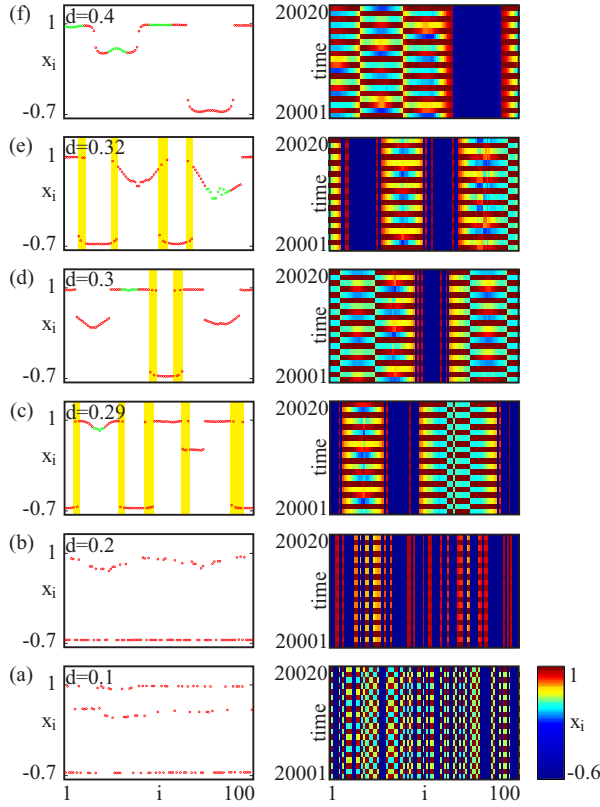 (f)
d=0.4
1
x_i
-0.7
20020
time
20001
(e)
d=0.32
1
x_i
-0.7
20020
time
20001
(d)
d=0.3
1
x_i
-0.7
20020
time
20001
(c)
d=0.29
1
x_i
-0.7
20020
time
20001
(b)
d=0.2
1
x_i
-0.7
20020
time
20001
(a)
d=0.1
1
x_i
-0.7
1 i 100
20020
time
20001
1 i 100
1
x_i
-0.6